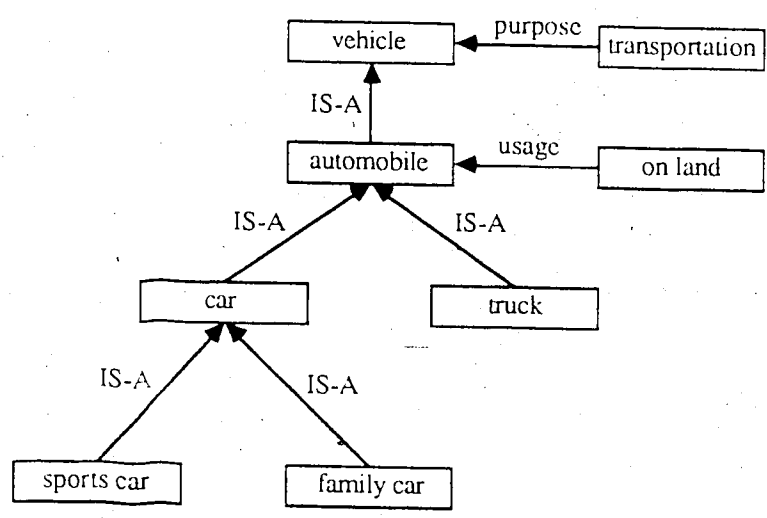 vehicle
purpose
transportation
IS-A
automobile
usage
on land
IS-A
IS-A
car
truck
IS-A
IS-A
sports car
family car